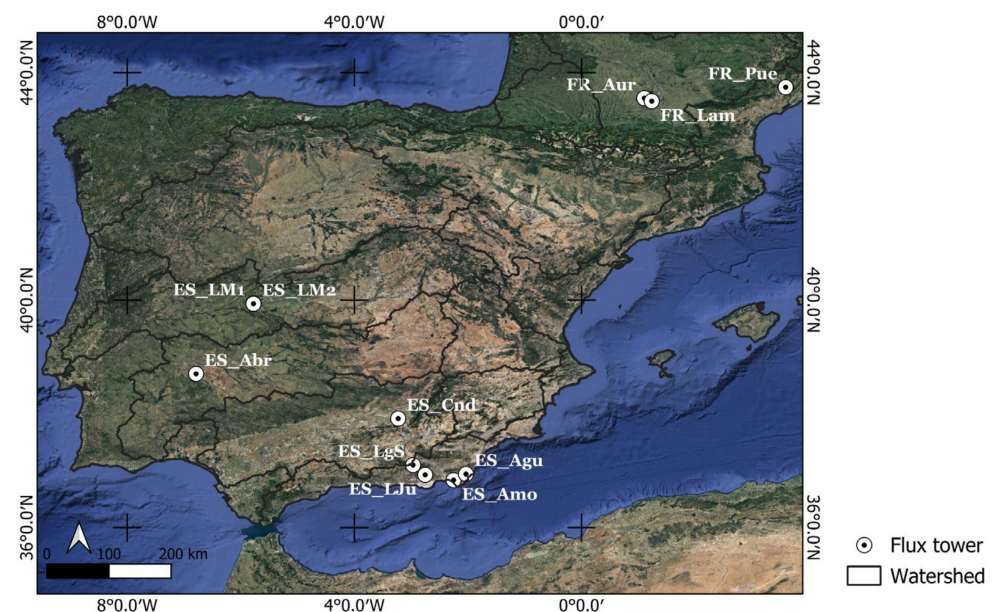 8°0.0'W 4°0.0'W 0°0.0'
44°0.0'N 44°0.0'N
FR_Pue
FR_Aur
FR_Lam
40°0.0'N 40°0.0'N
ES_LM1 ES_LM2
ES_Abr
ES_Cnd
ES_LgS
ES_Agu
ES_LJu
ES_Amo
36°0.0'N 36°0.0'N
0 100 200 km
Flux tower
Watershed
8°0.0'W 4°0.0'W 0°0.0'